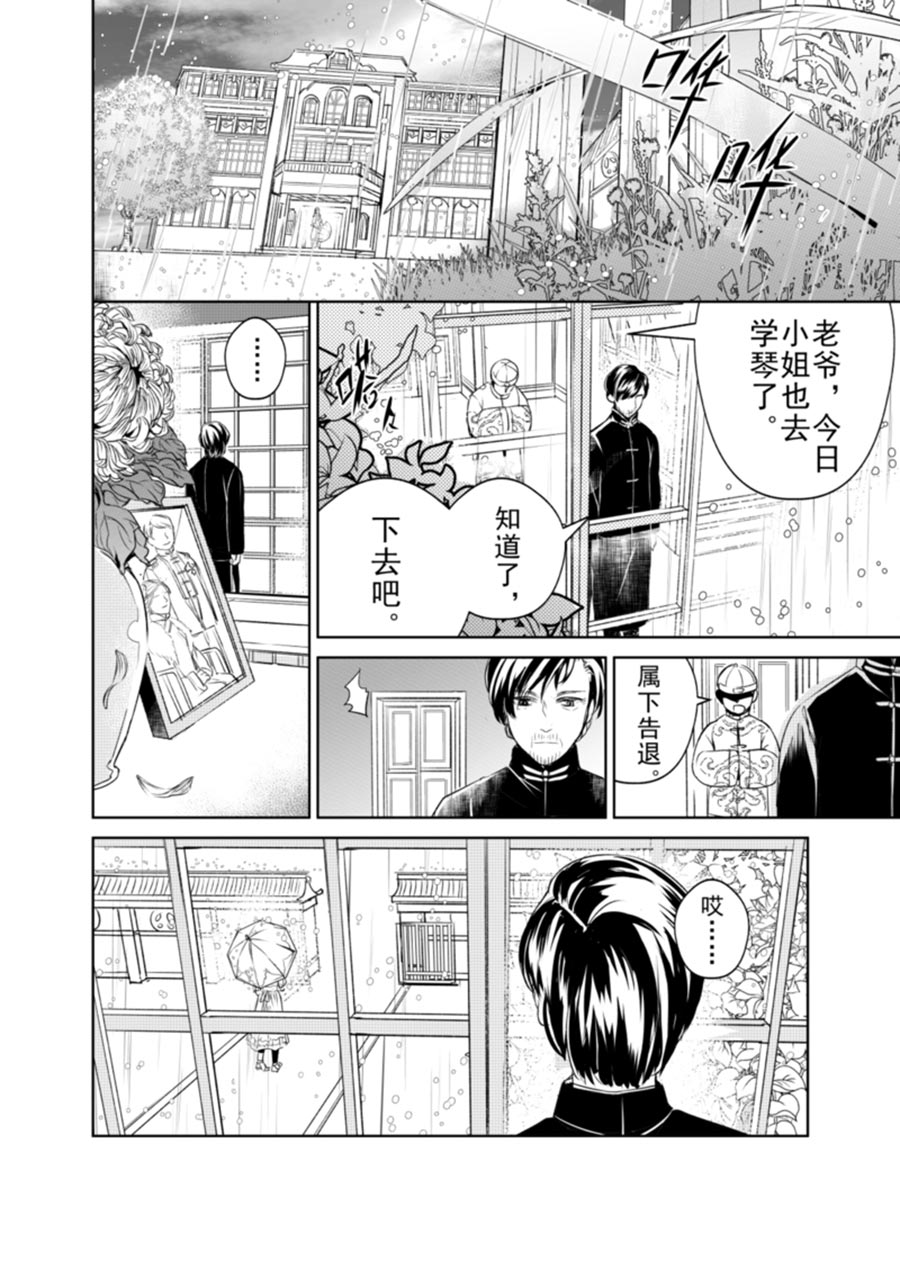 哗
哗
老爷，今日
小姐也去
学琴了。
知道了，
下去吧。
嗒
……
属下告退。
哎……